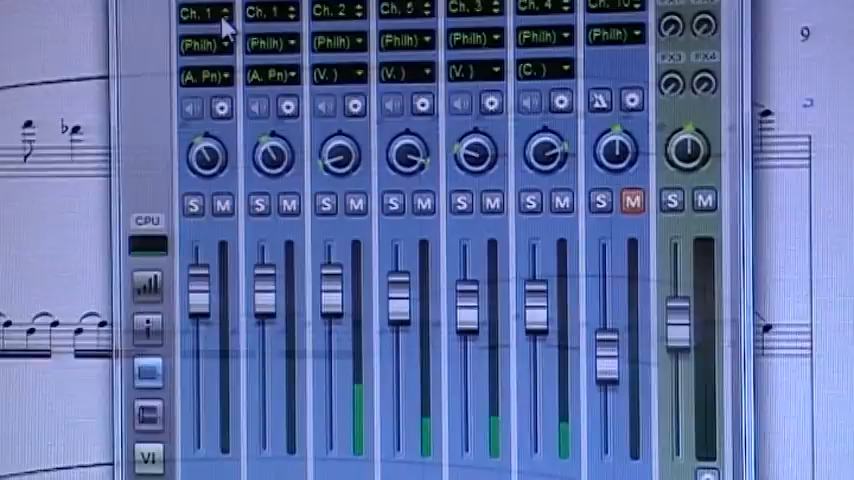 Ch. 1 Ch. 1 Ch. 2 Ch. 5 Ch. 3 Ch. 4 Ch. 10
(Philh) (Philh) (Philh) (Philh) (Philh) (Philh) (Philh)
9
FX3 FX4
(A. Pn) (A. Pn) (V. ) (V. ) (V. ) (C. )
S M S M S M S M S M S M S M S M
CPU
i
VI